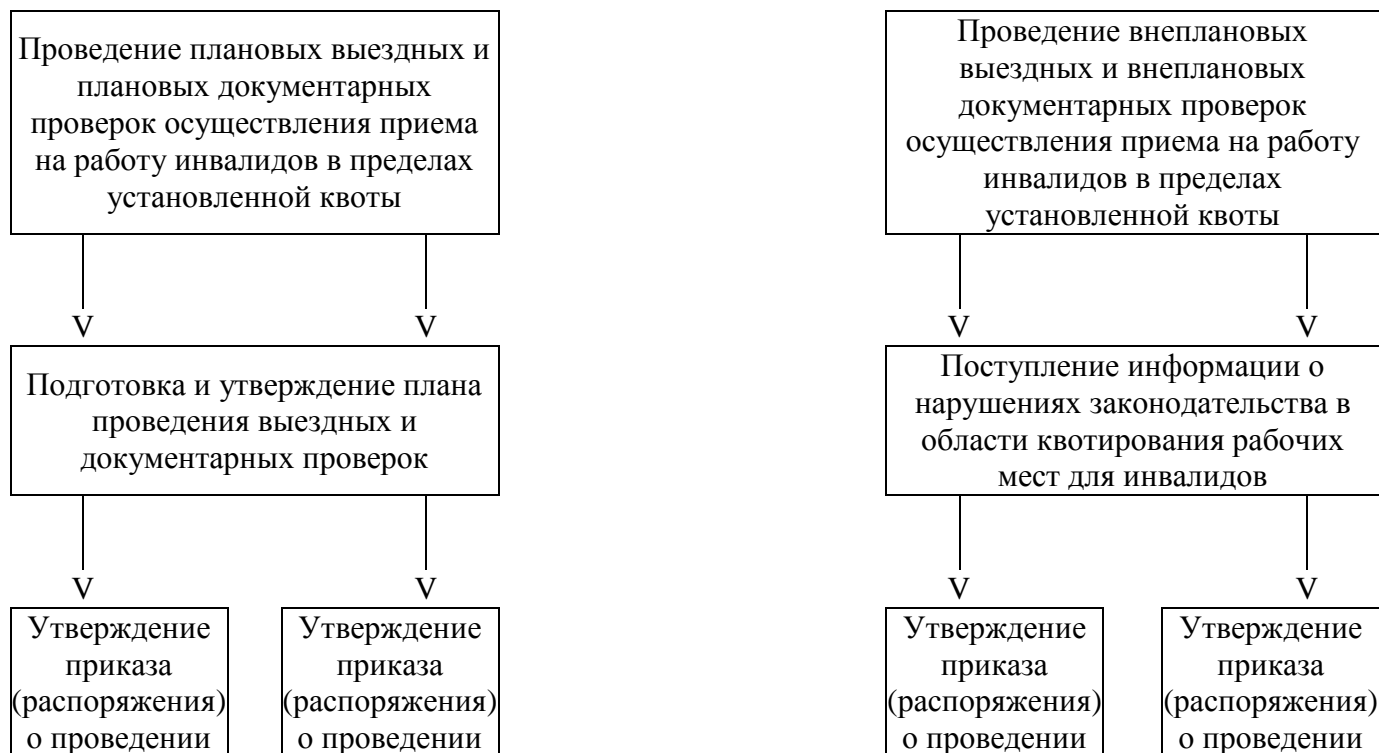 Проведение плановых выездных и
плановых документарных
проверок осуществления приема
на работу инвалидов в пределах
установленной квоты
Проведение внеплановых
выездных и внеплановых
документарных проверок
осуществления приема на работу
инвалидов в пределах
установленной квоты
V
V
V
V
Подготовка и утверждение плана
проведения выездных и
документарных проверок
Поступление информации о
нарушениях законодательства в
области квотирования рабочих
мест для инвалидов
V
V
V
V
Утверждение
приказа
(распоряжения)
о проведении
Утверждение
приказа
(распоряжения)
о проведении
Утверждение
приказа
(распоряжения)
о проведении
Утверждение
приказа
(распоряжения)
о проведении